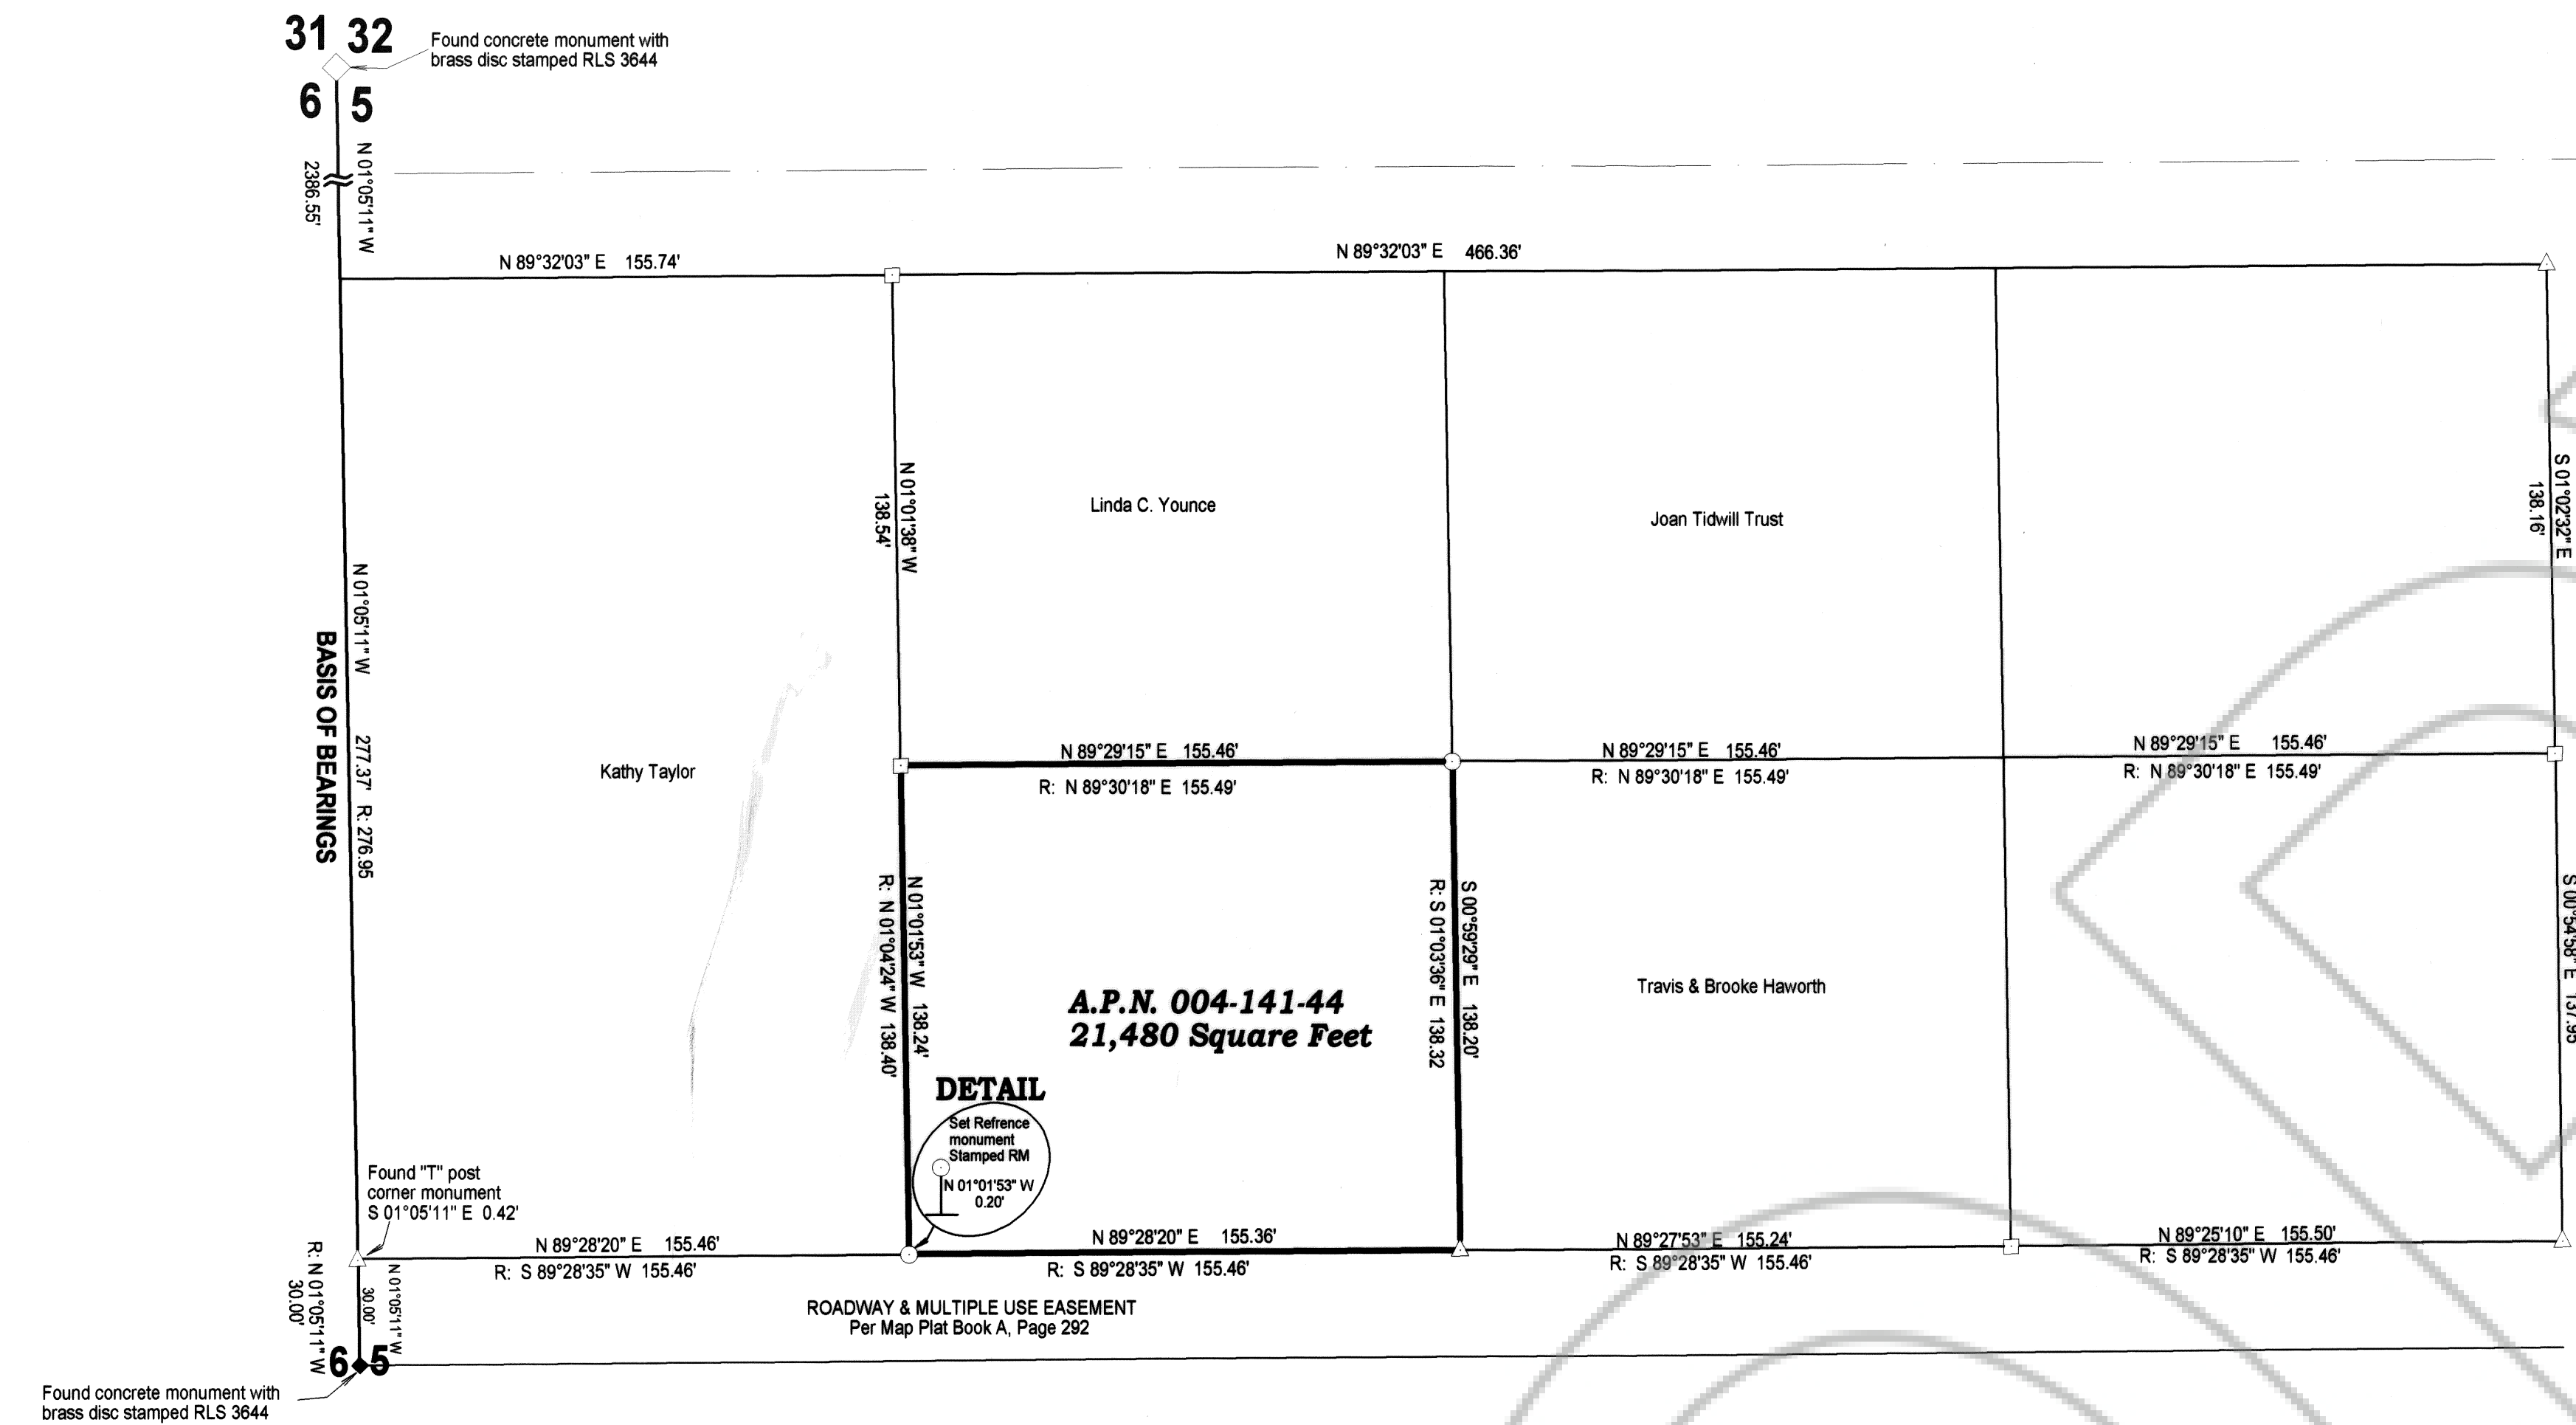 31 32
Found concrete monument with
brass disc stamped RLS 3644
6 5
N 01°05'11" W
2386.55'
N 89°32'03" E 155.74'
N 89°32'03" E 466.36'
N 01°01'38" W
138.54'
Linda C. Younce
Joan Tidwill Trust
S 01°02'32" E
138.16'
BASIS OF BEARINGS
N 01°05'11" W 277.37' R: 276.95
Kathy Taylor
N 89°29'15" E 155.46'
R: N 89°30'18" E 155.49'
N 89°29'15" E 155.46'
R: N 89°30'18" E 155.49'
N 89°29'15" E 155.46'
R: N 89°30'18" E 155.49'
N 01°01'53" W 138.24'
R: N 01°04'24" W 138.40'
A.P.N. 004-141-44
21,480 Square Feet
S 00°59'29" E 138.20'
R: S 01°03'36" E 138.32
Travis & Brooke Haworth
S 00°54'58" E 137.95
DETAIL
Set Refrence
monument
Stamped RM
N 01°01'53" W
0.20'
Found "T" post
corner monument
S 01°05'11" E 0.42'
N 89°28'20" E 155.46'
R: S 89°28'35" W 155.46'
N 89°28'20" E 155.36'
R: S 89°28'35" W 155.46'
N 89°27'53" E 155.24'
R: S 89°28'35" W 155.46'
N 89°25'10" E 155.50'
R: S 89°28'35" W 155.46'
R: N 01°05'11" W
30.00'
N 01°05'11" W
30.00'
ROADWAY & MULTIPLE USE EASEMENT
Per Map Plat Book A, Page 292
6 5
Found concrete monument with
brass disc stamped RLS 3644